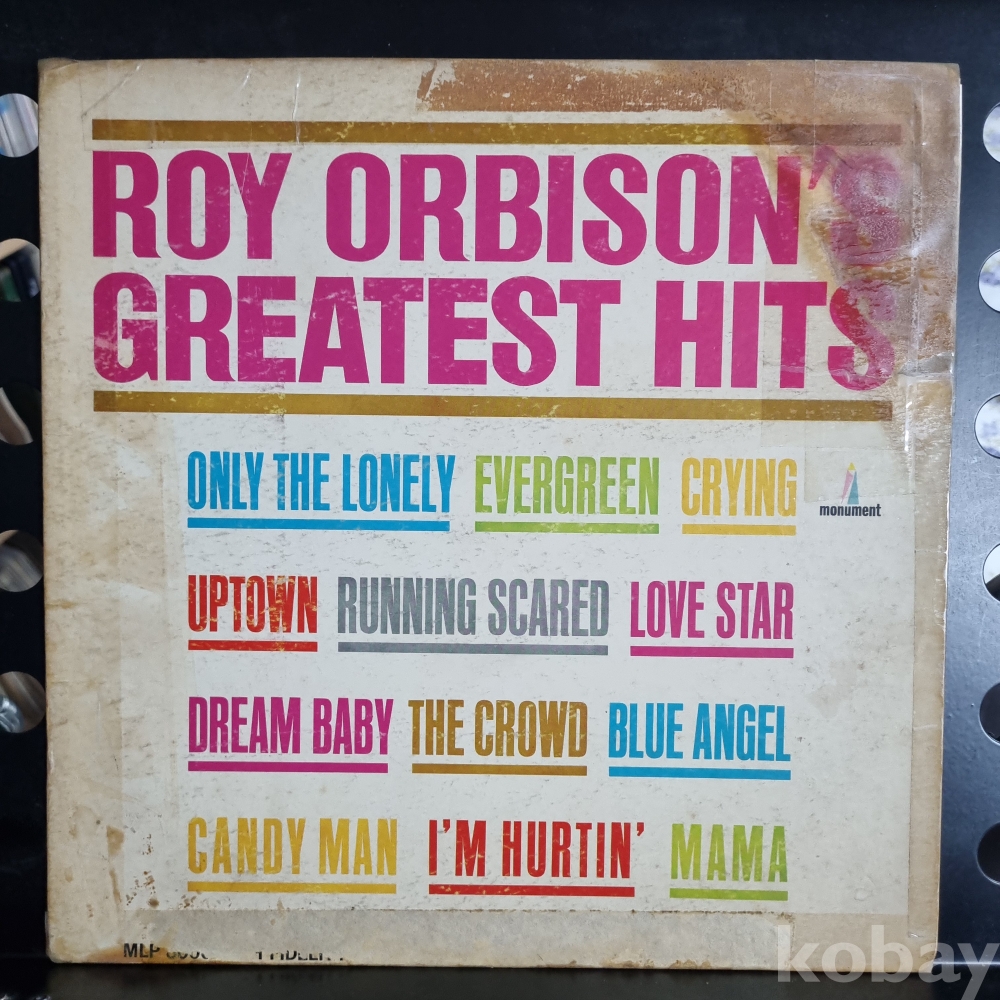 ROY ORBISON'S
GREATEST HITS
ONLY THE LONELY EVERGREEN CRYING
monument
UPTOWN RUNNING SCARED LOVE STAR
DREAM BABY THE CROWD BLUE ANGEL
CANDY MAN I'M HURTIN' MAMA
MLP
kobay